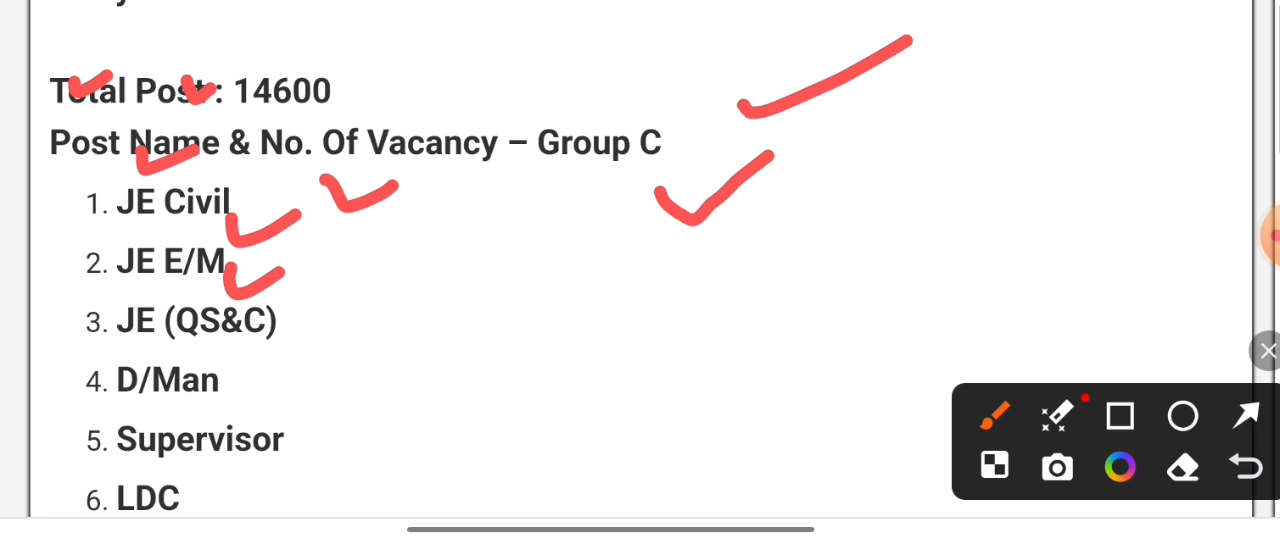 Total Post : 14600
Post Name & No. Of Vacancy – Group C
1. JE Civil
2. JE E/M
3. JE (QS&C)
4. D/Man
5. Supervisor
6. LDC